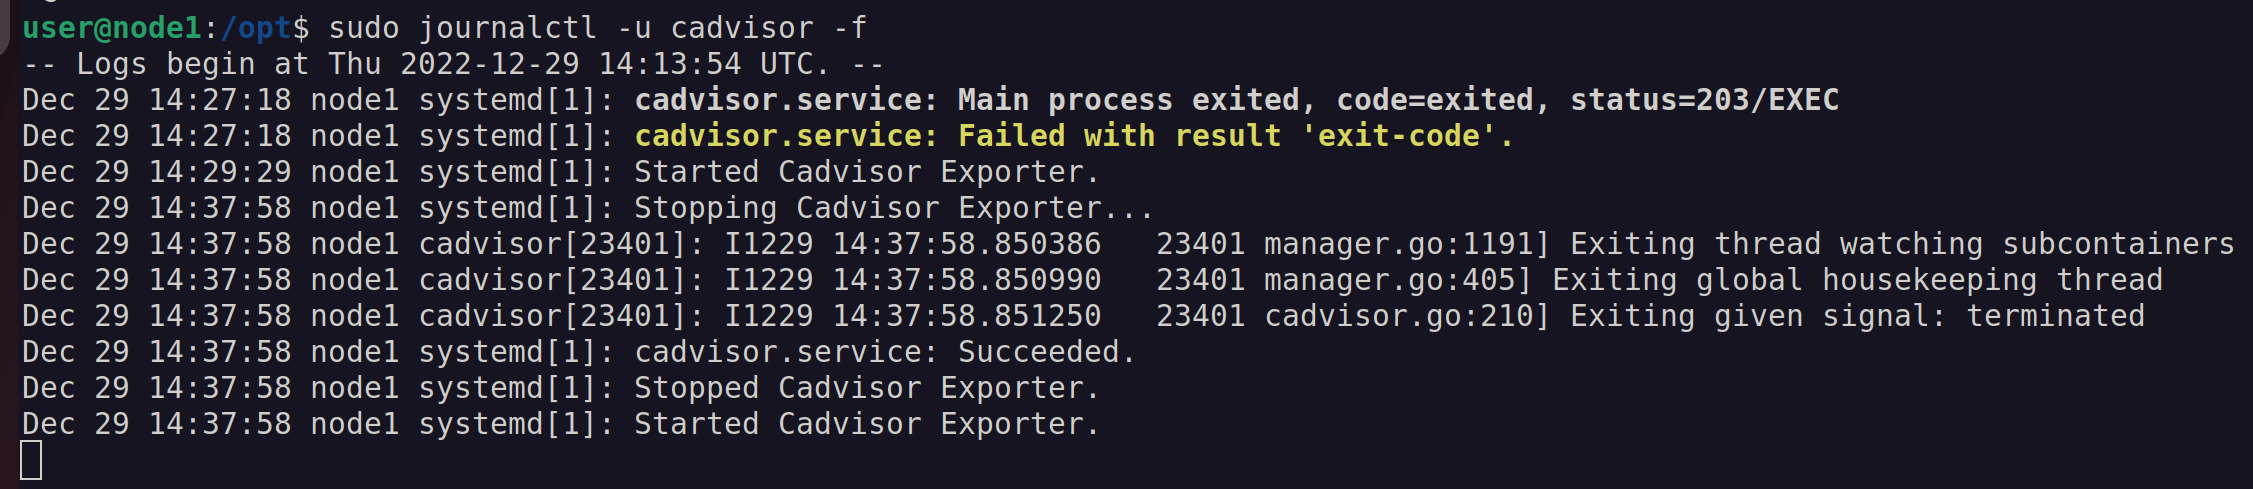 user@node1:/opt$ sudo journalctl -u cadvisor -f
-- Logs begin at Thu 2022-12-29 14:13:54 UTC. --
Dec 29 14:27:18 node1 systemd[1]: cadvisor.service: Main process exited, code=exited, status=203/EXEC
Dec 29 14:27:18 node1 systemd[1]: cadvisor.service: Failed with result 'exit-code'.
Dec 29 14:29:29 node1 systemd[1]: Started Cadvisor Exporter.
Dec 29 14:37:58 node1 systemd[1]: Stopping Cadvisor Exporter...
Dec 29 14:37:58 node1 cadvisor[23401]: I1229 14:37:58.850386   23401 manager.go:1191] Exiting thread watching subcontainers
Dec 29 14:37:58 node1 cadvisor[23401]: I1229 14:37:58.850990   23401 manager.go:405] Exiting global housekeeping thread
Dec 29 14:37:58 node1 cadvisor[23401]: I1229 14:37:58.851250   23401 cadvisor.go:210] Exiting given signal: terminated
Dec 29 14:37:58 node1 systemd[1]: cadvisor.service: Succeeded.
Dec 29 14:37:58 node1 systemd[1]: Stopped Cadvisor Exporter.
Dec 29 14:37:58 node1 systemd[1]: Started Cadvisor Exporter.